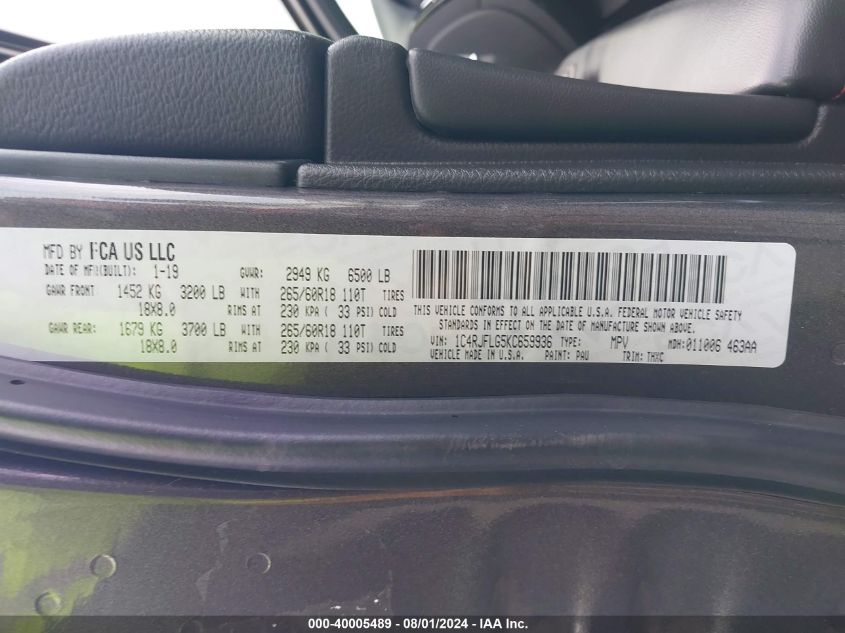 MFD BY FCA US LLC
DATE OF MFR(BUILT): 1-19 GVWR: 2949 KG 6500 LB
GAWR FRONT: 1452 KG 3200 LB WITH 265/60R18 110T TIRES
18X8.0 RIMS AT 230 KPA ( 33 PSI) COLD
GAWR REAR: 1679 KG 3700 LB WITH 265/60R18 110T TIRES
18X8.0 RIMS AT 230 KPA ( 33 PSI) COLD
THIS VEHICLE CONFORMS TO ALL APPLICABLE U.S.A. FEDERAL MOTOR VEHICLE SAFETY
STANDARDS IN EFFECT ON THE DATE OF MANUFACTURE SHOWN ABOVE.
VIN: 1C4RJFLG5KC659936 TYPE: MPV MDH: 011006 463AA
VEHICLE MADE IN U.S.A. PAINT: PAU TRIM: THXC
000-40005489 - 08/01/2024 - IAA Inc.